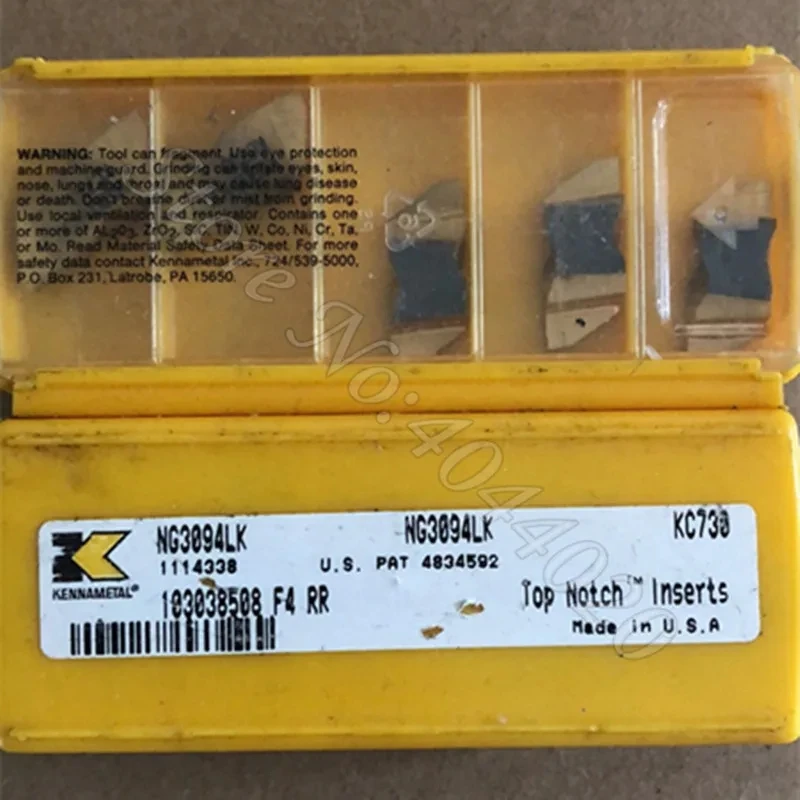 WARNING: Tool can fragment. Use eye protection
and machine guard. Grinding can irritate eyes, skin,
nose, lungs and throat and may cause lung disease
or death. Don't breathe dust or mist from grinding.
Use local ventilation and respirator. Contains one
or more of AL2O3, ZrO2, SiC, TiN, W, Co, Ni, Cr, Ta,
or Mo. Read Material Safety Data Sheet. For more
safety data contact Kennametal Inc., 724/539-5000,
P.O. Box 231, Latrobe, PA 15650.
Store No:4044020
NG3094LK NG3094LK KC730
1114338 U.S. PAT 4834592
KENNAMETAL®
103038508 F4 RR Top Notch™ Inserts
Made in U.S.A